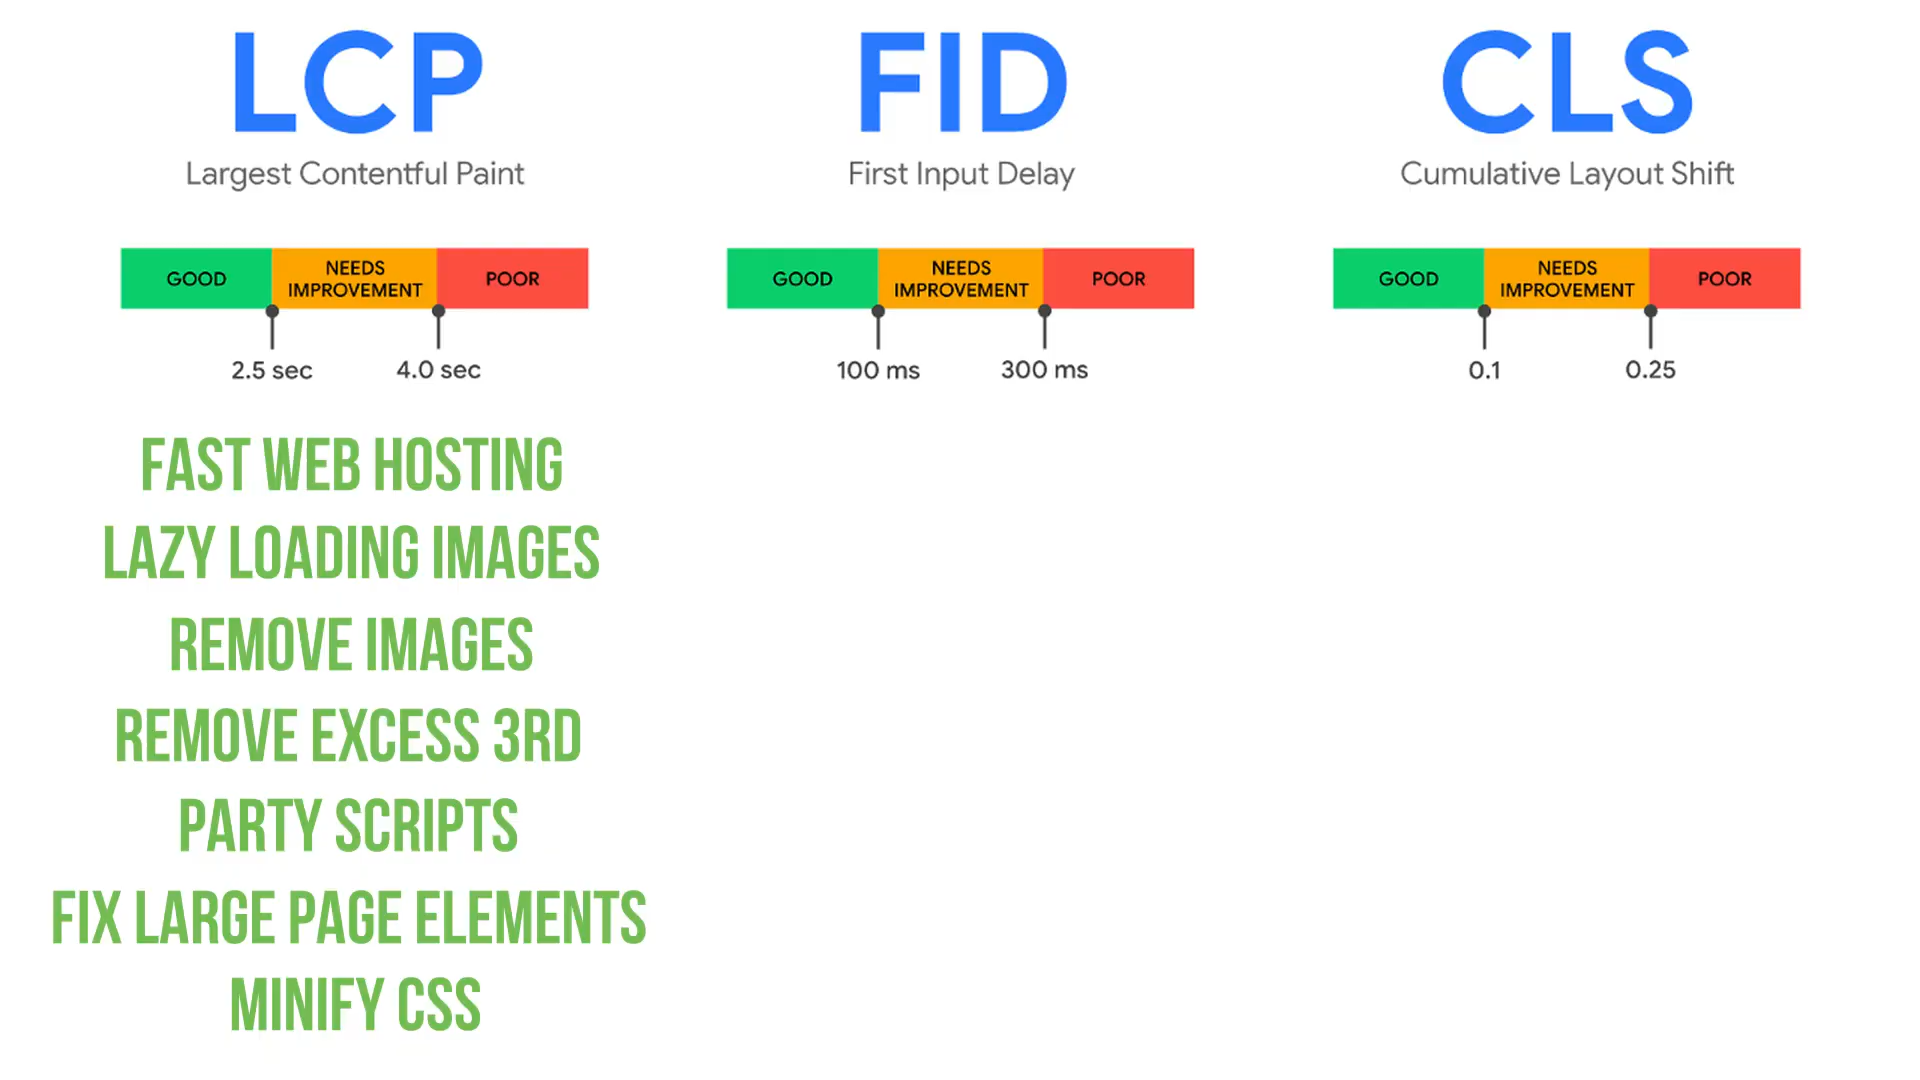 LCP
Largest Contentful Paint
GOOD
NEEDS
IMPROVEMENT
POOR
2.5 sec
4.0 sec
FID
First Input Delay
GOOD
NEEDS
IMPROVEMENT
POOR
100 ms
300 ms
CLS
Cumulative Layout Shift
GOOD
NEEDS
IMPROVEMENT
POOR
0.1
0.25
FAST WEB HOSTING
LAZY LOADING IMAGES
REMOVE IMAGES
REMOVE EXCESS 3RD
PARTY SCRIPTS
FIX LARGE PAGE ELEMENTS
MINIFY CSS